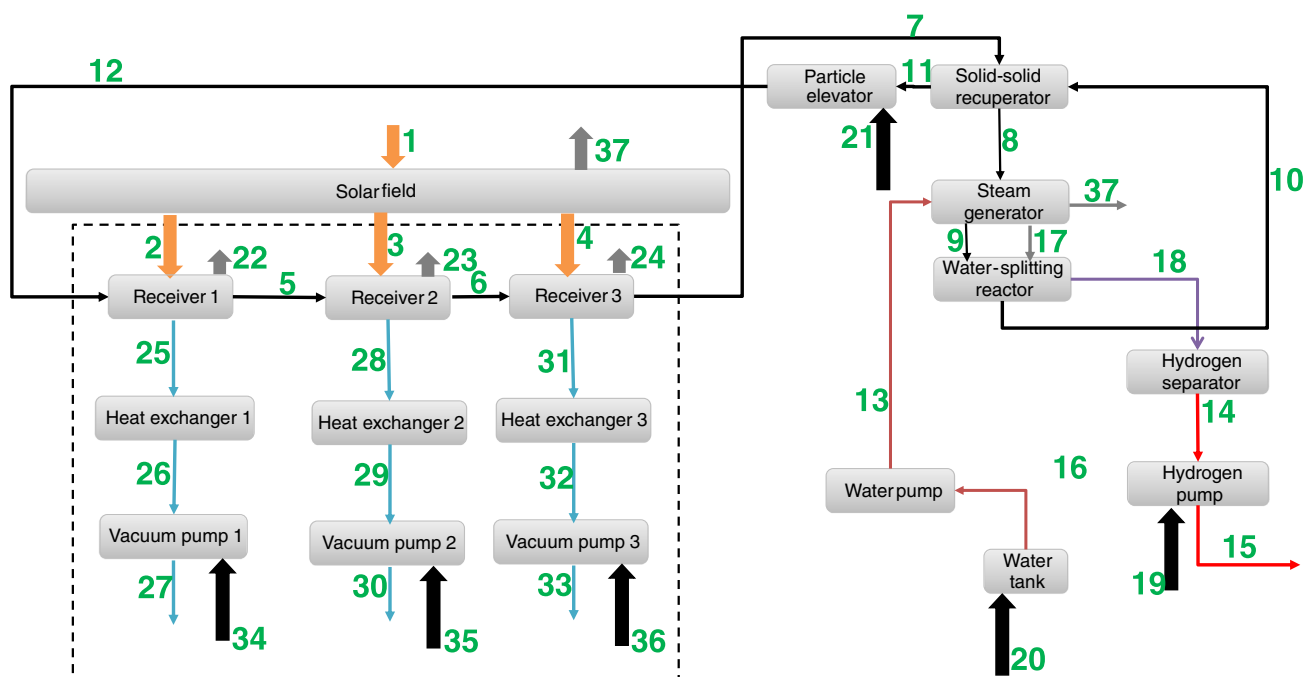 7
12
Particle
elevator
11
Solid-solid
recuperator
1
37
21
8
10
Solar field
Steam
generator
37
2
3
4
9
17
22
23
24
Water-splitting
reactor
18
Receiver 1
5
Receiver 2
6
Receiver 3
25
28
31
Hydrogen
separator
13
14
Heat exchanger 1
Heat exchanger 2
Heat exchanger 3
26
29
32
16
Hydrogen
pump
Water pump
Vacuum pump 1
Vacuum pump 2
Vacuum pump 3
15
27
30
33
Water
tank
19
34
35
36
20